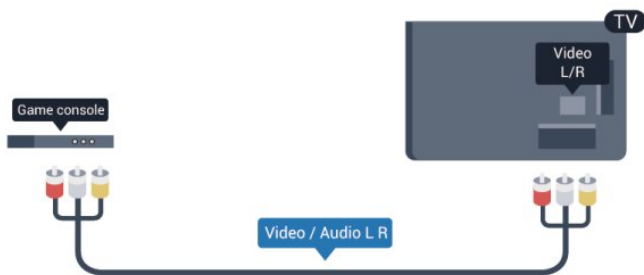 TV
Video
L/R
Game console
Video / Audio L R